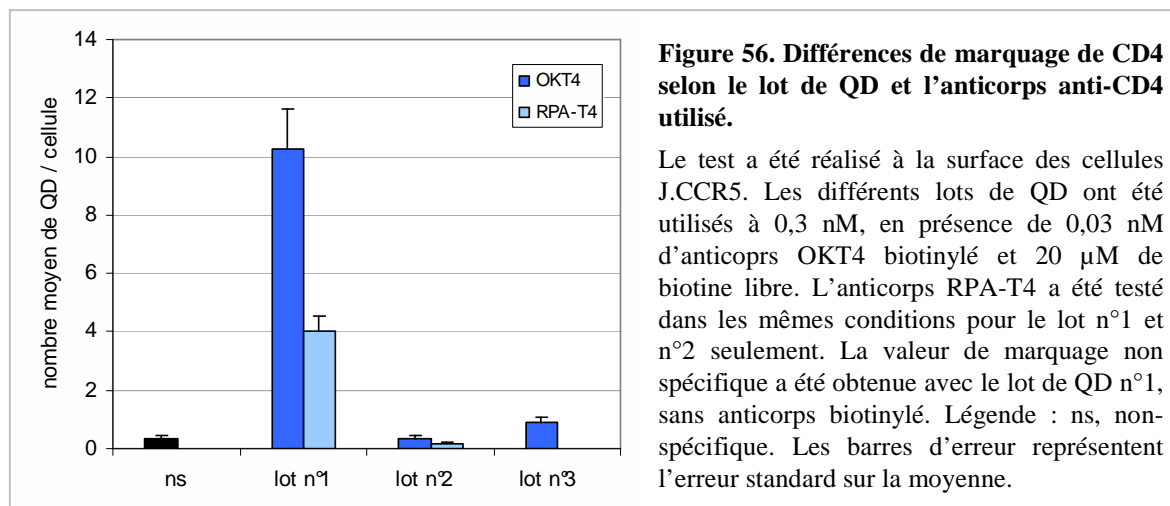 14
12
10
8
6
4
2
0
nombre moyen de QD / cellule
OKT4
RPA-T4
ns
lot n°1
lot n°2
lot n°3
Figure 56. Différences de marquage de CD4
selon le lot de QD et l'anticorps anti-CD4
utilisé.
Le test a été réalisé à la surface des cellules
J.CCR5. Les différents lots de QD ont été
utilisés à 0,3 nM, en présence de 0,03 nM
d'anticoprs OKT4 biotinylé et 20 µM de
biotine libre. L'anticorps RPA-T4 a été testé
dans les mêmes conditions pour le lot n°1 et
n°2 seulement. La valeur de marquage non
spécifique a été obtenue avec le lot de QD n°1,
sans anticorps biotinylé. Légende : ns, non-
spécifique. Les barres d'erreur représentent
l'erreur standard sur la moyenne.